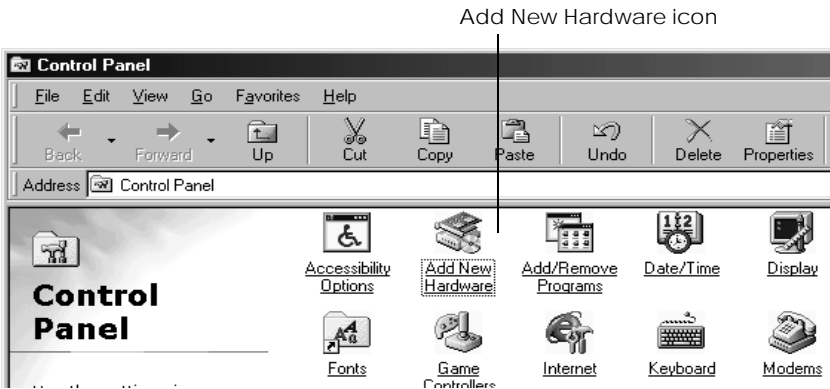 Add New Hardware icon
Control Panel
File Edit View Go Favorites Help
Back Forward Up Cut Copy Paste Undo Delete Properties
Address Control Panel
Accessibility Options
Add New Hardware
Add/Remove Programs
Date/Time
Display
Control
Panel
Fonts
Game Controllers
Internet
Keyboard
Modems